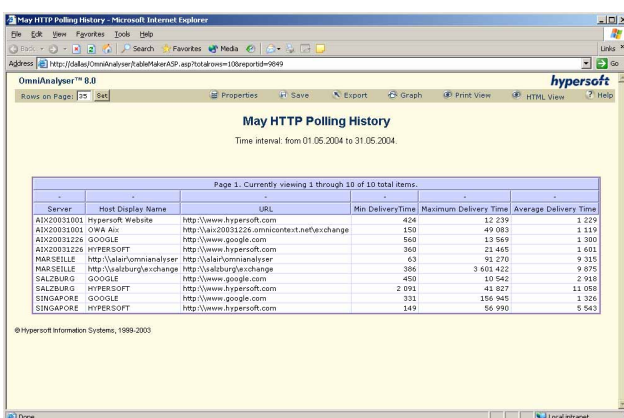 May HTTP Polling History - Microsoft Internet Explorer
File Edit View Favorites Tools Help
Back Search Favorites Media Links »
Address http://dallas/OmniAnalyser/tableMakerASP.asp?totalrows=10&reportid=9849 Go
OmniAnalyser™ 8.0 hypersoft
Rows on Page: 35 Set Properties Save Export Graph Print View HTML View ? Help
May HTTP Polling History
Time interval: from 01.05.2004 to 31.05.2004.
Page 1. Currently viewing 1 through 10 of 10 total items.
- - - - - -
Server Host Display Name URL Min DeliveryTime Maximum Delivery Time Average Delivery Time
AIX20031001 Hypersoft Website http:\\www.hypersoft.com 424 12 239 1 229
AIX20031001 OWA Aix http:\\aix20031226.omnicontext.net\exchange 150 49 083 1 119
AIX20031226 GOOGLE http:\\www.google.com 560 13 569 1 300
AIX20031226 HYPERSOFT http:\\www.hypersoft.com 360 21 465 1 601
MARSEILLE http:\\alair\omnianalyser http:\\alair\omnianalyser 63 91 270 9 315
MARSEILLE http:\\salzburg\exchange http:\\salzburg\exchange 386 3 601 422 9 875
SALZBURG GOOGLE http:\\www.google.com 450 10 542 2 918
SALZBURG HYPERSOFT http:\\www.hypersoft.com 2 091 41 827 11 058
SINGAPORE GOOGLE http:\\www.google.com 331 156 945 1 326
SINGAPORE HYPERSOFT http:\\www.hypersoft.com 149 56 990 5 543
© Hypersoft Information Systems, 1999-2003
Done Local intranet